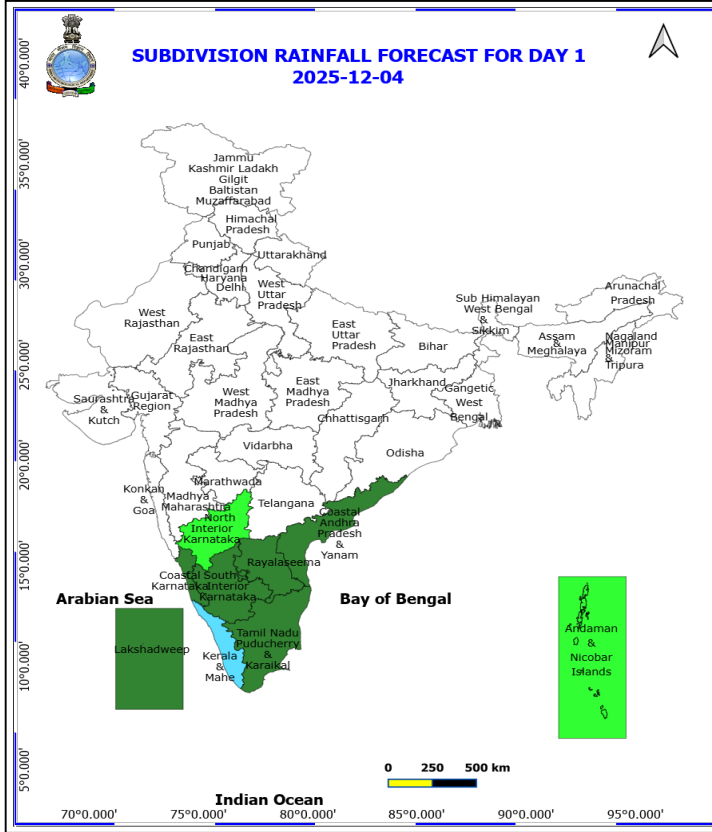 SUBDIVISION RAINFALL FORECAST FOR DAY 1
2025-12-04
40°0.000'
35°0.000'
30°0.000'
25°0.000'
20°0.000'
15°0.000'
10°0.000'
5°0.000'
Jammu
Kashmir Ladakh
Gilgit
Baltistan
Muzaffarabad
Himachal
Pradesh
Punjab
Uttarakhand
Chandigarh
Haryana
Delhi
West
Uttar
Pradesh
West
Rajasthan
East
Rajasthan
East
Uttar
Pradesh
Bihar
Sub Himalayan
West Bengal
&
Sikkim
Arunachal
Pradesh
Assam
&
Meghalaya
Nagaland
Manipur
Mizoram
&
Tripura
Saurashtra
&
Kutch
Gujarat
Region
West
Madhya
Pradesh
East
Madhya
Pradesh
Jharkhand
Gangetic
West
Bengal
Chhattisgarh
Odisha
Vidarbha
Konkan
&
Goa
Madhya
Maharashtra
Marathwada
Telangana
North
Interior
Karnataka
Coastal
Andhra
Pradesh
&
Yanam
Rayalaseema
Coastal
Karnataka
South
Interior
Karnataka
Arabian Sea
Bay of Bengal
Lakshadweep
Kerala
&
Mahe
Tamil Nadu
Puducherry
&
Karaikal
Andaman
&
Nicobar
Islands
0 250 500 km
Indian Ocean
70°0.000' 75°0.000' 80°0.000' 85°0.000' 90°0.000' 95°0.000'